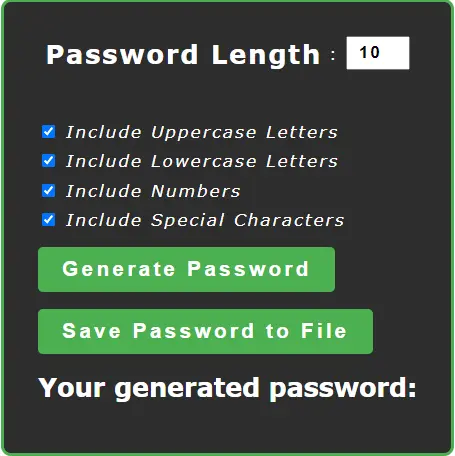 Password Length : 10
Include Uppercase Letters
Include Lowercase Letters
Include Numbers
Include Special Characters
Generate Password
Save Password to File
Your generated password: